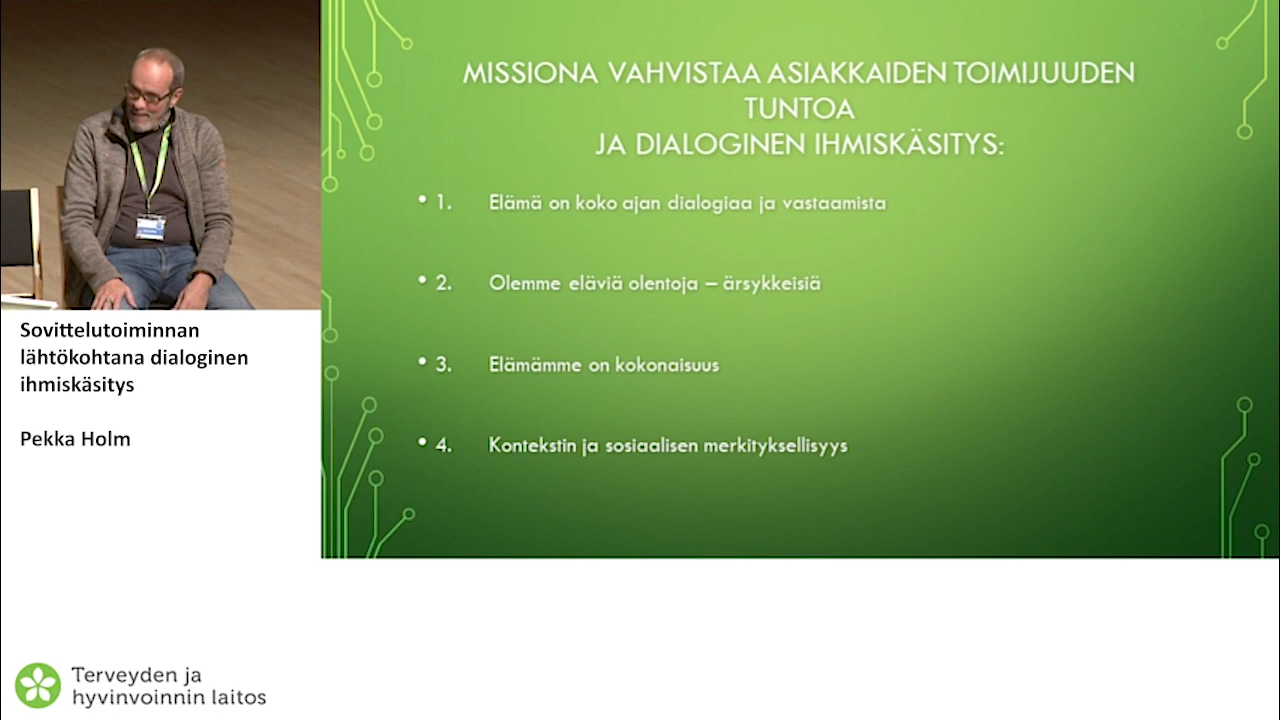 MISSIONA VAHVISTAA ASIAKKAIDEN TOIMIJUUDEN
TUNTOA
JA DIALOGINEN IHMISKÄSITYS:
• 1. Elämä on koko ajan dialogiaa ja vastaamista
• 2. Olemme eläviä olentoja – ärsykkeisiä
• 3. Elämämme on kokonaisuus
• 4. Kontekstin ja sosiaalisen merkityksellisyys
Sovittelutoiminnan
lähtökohtana dialoginen
ihmiskäsitys
Pekka Holm
Terveyden ja
hyvinvoinnin laitos